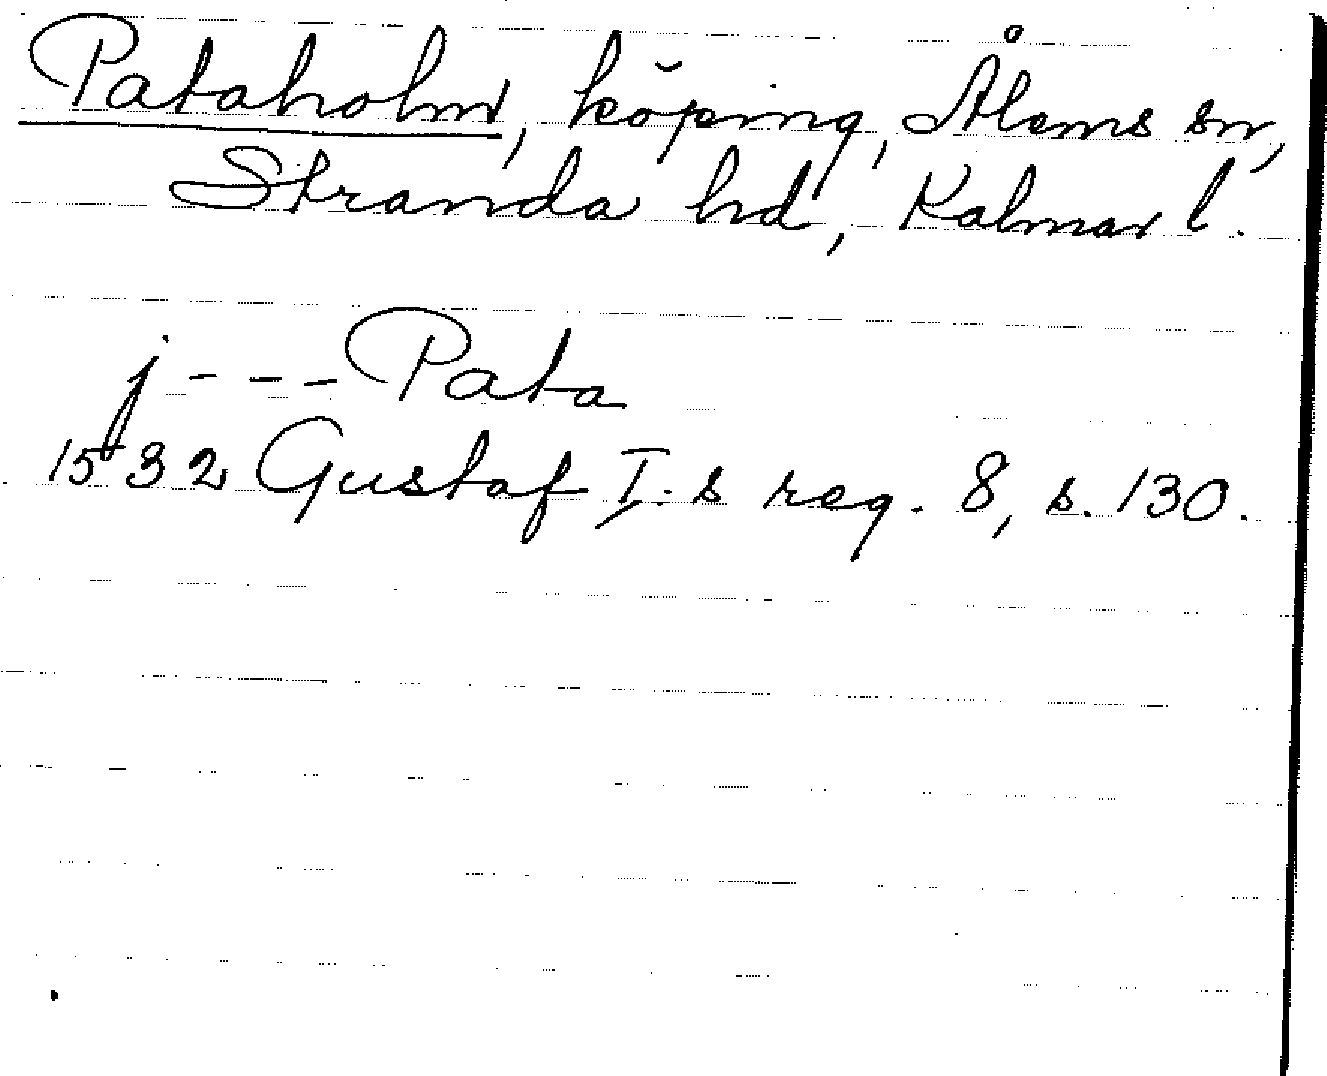 Pataholm, köping, Ålems sn,
Stranda hd, Kalmar l.
j - - - Pata
1532 Gustaf I:s reg. 8, s. 130.